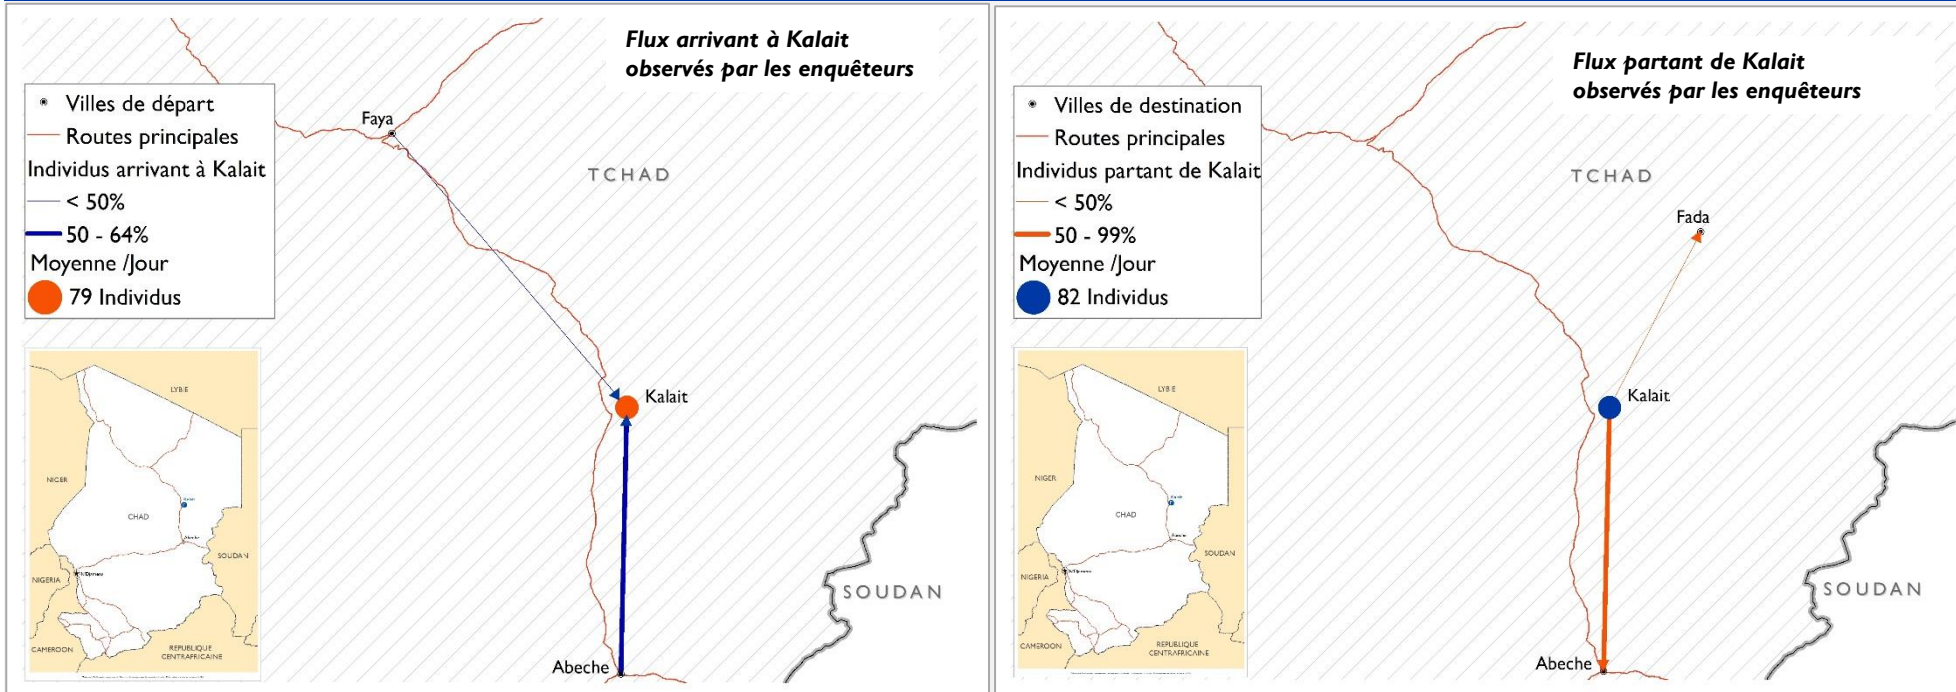 Flux arrivant à Kalait
observés par les enquêteurs
Villes de départ
Routes principales
Individus arrivant à Kalait
< 50%
50 - 64%
Moyenne /Jour
79 Individus
Faya
TCHAD
Kalait
SOUDAN
Abeche
LYBIE
NIGER
CHAD
Abeche
SOUDAN
NIGERIA
N'Djamena
CAMEROON
REPUBLIQUE
CENTRAFRICAINE
Flux partant de Kalait
observés par les enquêteurs
Villes de destination
Routes principales
Individus partant de Kalait
< 50%
50 - 99%
Moyenne /Jour
82 Individus
TCHAD
Fada
Kalait
SOUDAN
Abeche
LYBIE
NIGER
CHAD
SOUDAN
NIGERIA
N'Djamena
CAMEROON
REPUBLIQUE
CENTRAFRICAINE